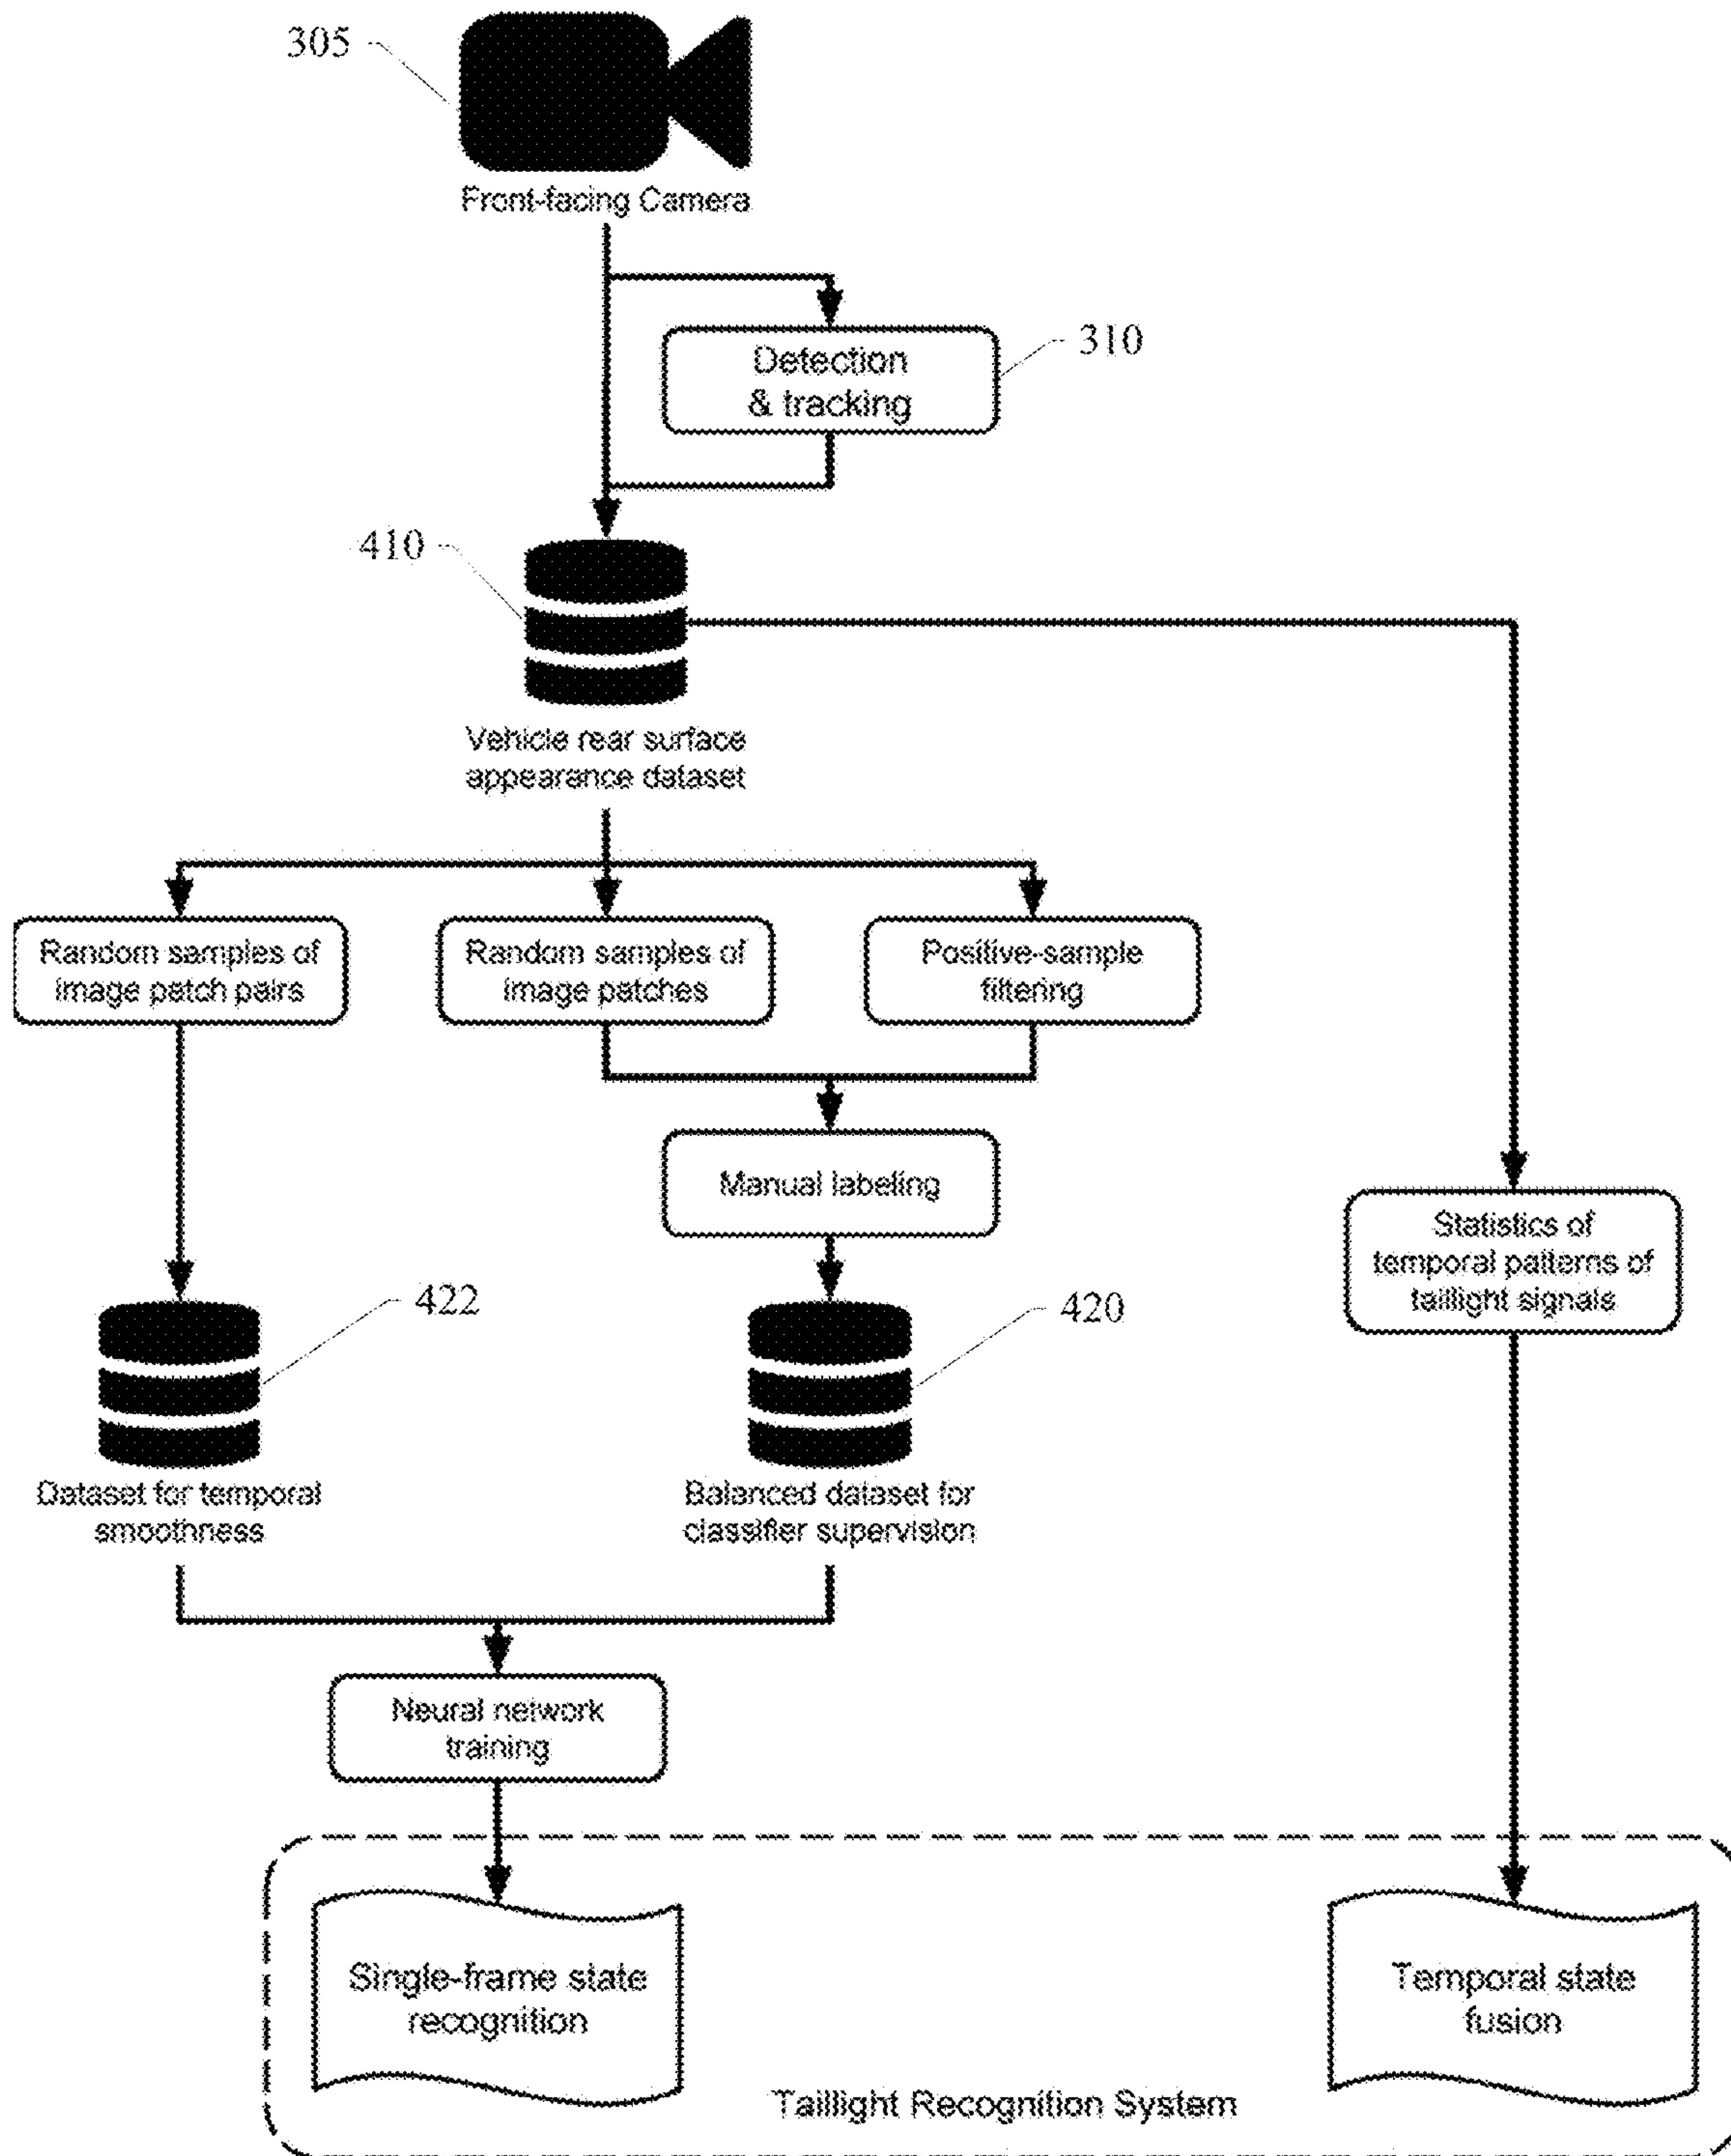 305
Front-facing Camera
310
Detection
& tracking
410
Vehicle rear surface
appearance dataset
Random samples of
image patch pairs
Random samples of
image patches
Positive-sample
filtering
Manual labeling
Statistics of
temporal patterns of
taillight signals
422
420
Dataset for temporal
smoothness
Balanced dataset for
classifier supervision
Neural network
training
Single-frame state
recognition
Temporal state
fusion
Taillight Recognition System